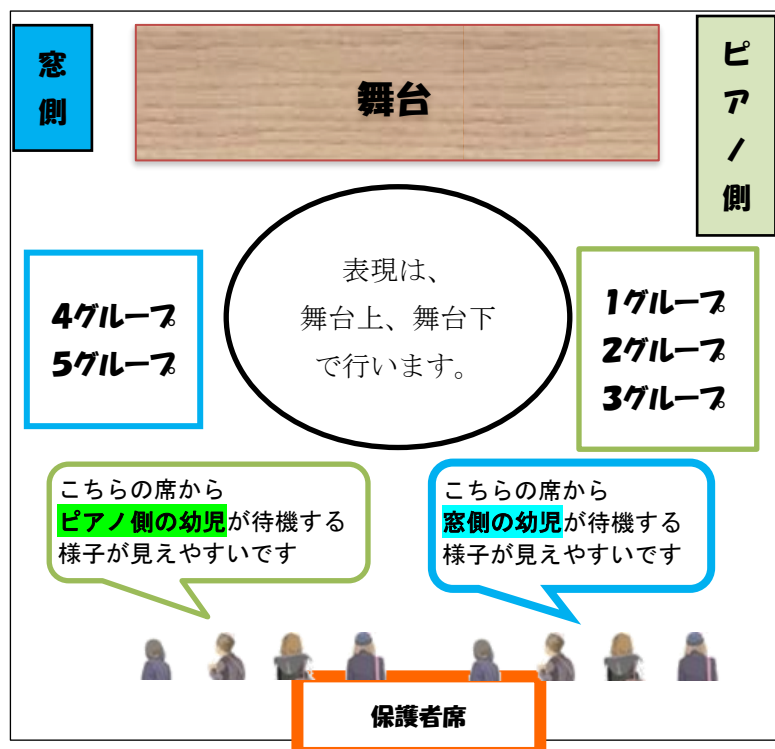 窓側
舞台
ピアノ側
表現は、
舞台上、舞台下
で行います。
4グループ
5グループ
1グループ
2グループ
3グループ
こちらの席から
ピアノ側の幼児が待機する
様子が見えやすいです
こちらの席から
窓側の幼児が待機する
様子が見えやすいです
保護者席